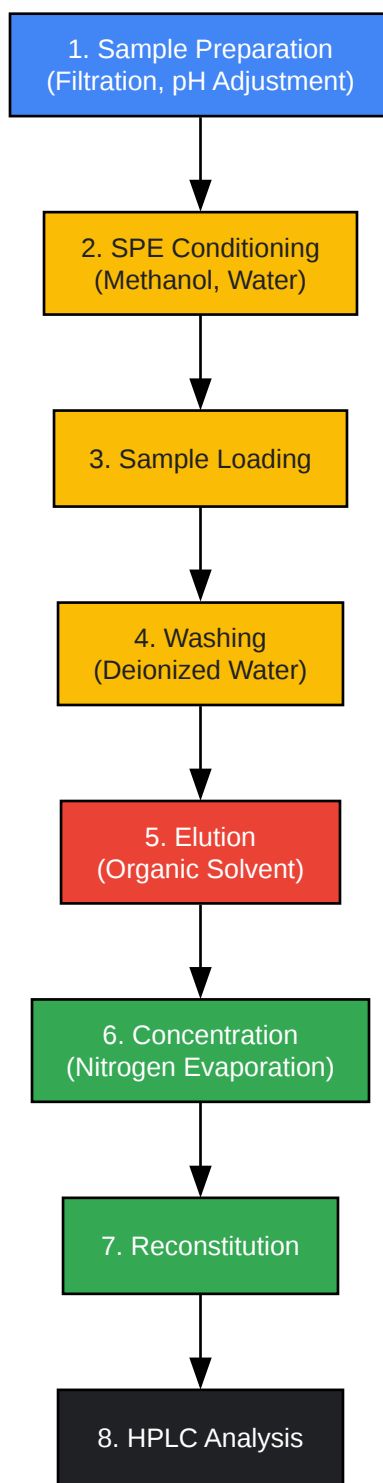 1. Sample Preparation
(Filtration, pH Adjustment)
2. SPE Conditioning
(Methanol, Water)
3. Sample Loading
4. Washing
(Deionized Water)
5. Elution
(Organic Solvent)
6. Concentration
(Nitrogen Evaporation)
7. Reconstitution
8. HPLC Analysis